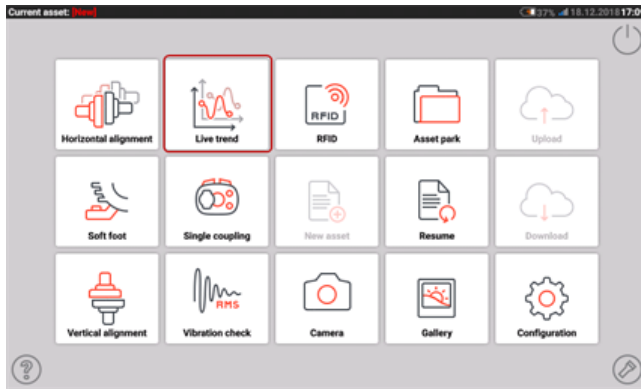 Current asset: [New]
37% 18.12.2018 17:09
Horizontal alignment
Live trend
RFID
RFID
Asset park
Upload
Soft foot
Single coupling
New asset
Resume
Download
Vertical alignment
RMS
Vibration check
Camera
Gallery
Configuration
?